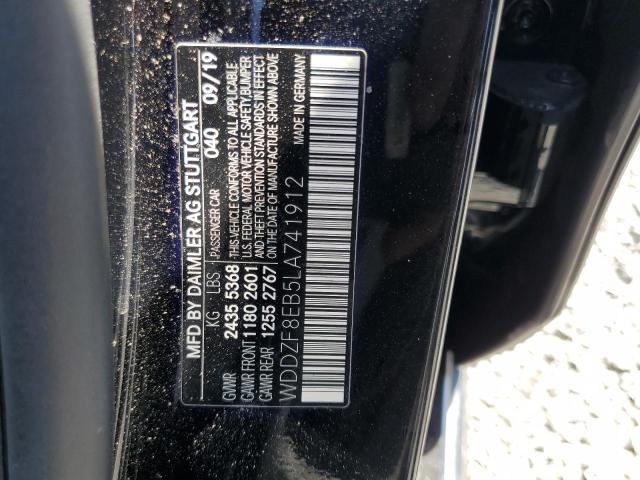 MFD BY DAIMLER AG STUTTGART
KG LBS PASSENGER CAR 040 09/19
GVWR 2435 5368 THIS VEHICLE CONFORMS TO ALL APPLICABLE
GAWR FRONT 1180 2601 U.S. FEDERAL MOTOR VEHICLE SAFETY, BUMPER
AND THEFT PREVENTION STANDARDS IN EFFECT
GAWR REAR 1255 2767 ON THE DATE OF MANUFACTURE SHOWN ABOVE
MADE IN GERMANY
WDDZF8EB5LA741912